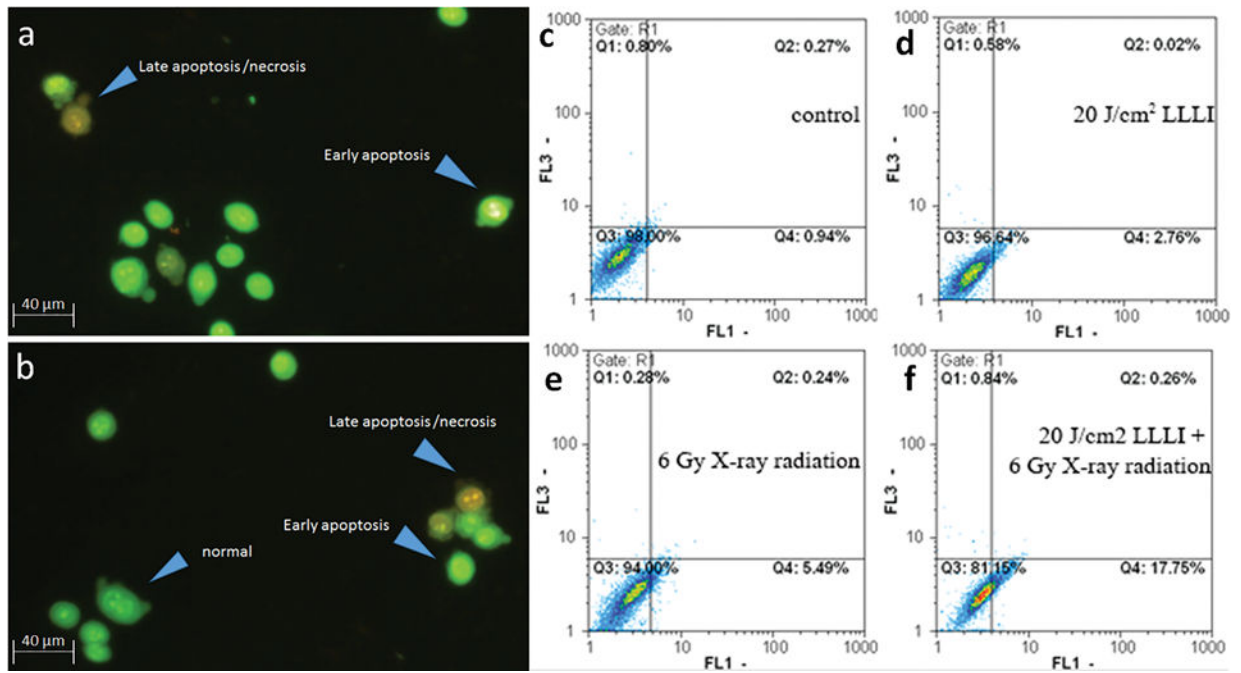 a
Late apoptosis/necrosis
Early apoptosis
40 µm
b
Late apoptosis/necrosis
Early apoptosis
normal
40 µm
c
1000
Gate: R1
Q1: 0.80%
Q2: 0.27%
100
control
FL3 -
10
Q3: 98.00%
Q4: 0.94%
1
1
10
100
1000
FL1 -
d
1000
Gate: R1
Q1: 0.58%
Q2: 0.02%
100
20 J/cm² LLLI
FL3 -
10
Q3: 96.64%
Q4: 2.76%
1
1
10
100
1000
FL1 -
e
1000
Gate: R1
Q1: 0.28%
Q2: 0.24%
100
6 Gy X-ray radiation
FL3 -
10
Q3: 94.00%
Q4: 5.49%
1
1
10
100
1000
FL1 -
f
1000
Gate: R1
Q1: 0.84%
Q2: 0.26%
100
20 J/cm2 LLLI +
6 Gy X-ray radiation
FL3 -
10
Q3: 81.15%
Q4: 17.75%
1
1
10
100
1000
FL1 -